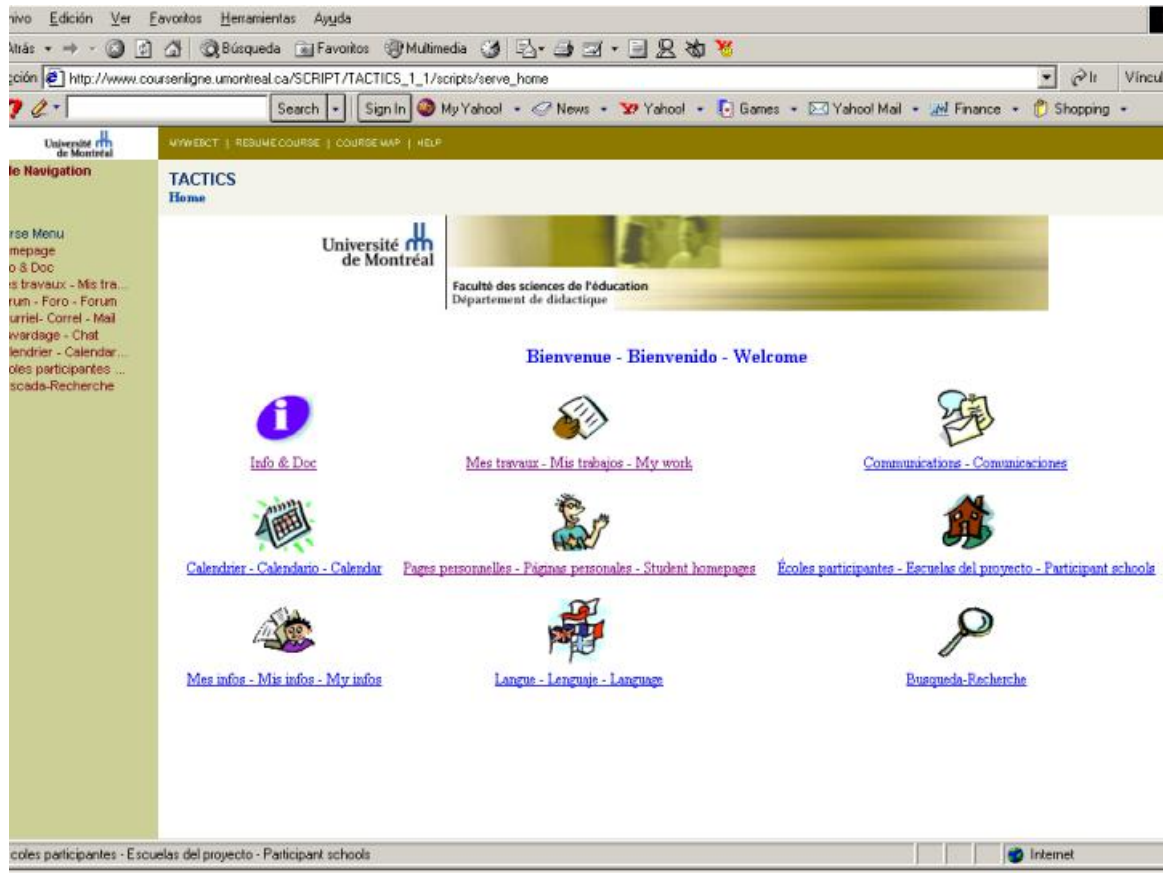 hivo Edición Ver Favoritos Herramientas Ayuda
Atrás Búsqueda Favoritos Multimedia
cción http://www.coursenligne.umontreal.ca/SCRIPT/TACTICS_1_1/scripts/serve_home Ir Víncul
Search Sign In My Yahoo! News Yahoo! Games Yahoo! Mail Finance Shopping
Université de Montréal
MYWEBCT | RESUME COURSE | COURSE MAP | HELP
le Navigation
TACTICS
Home
rse Menu
mepage
o & Doc
s travaux - Mis tra...
rum - Foro - Forum
urriel- Correl - Mail
vardage - Chat
lendrier - Calendar...
oles participantes ...
scada-Recherche
Université
de Montréal
Faculté des sciences de l'éducation
Département de didactique
Bienvenue - Bienvenido - Welcome
Info & Doc
Mes travaux - Mis trabajos - My work
Communications - Comunicaciones
Calendrier - Calendario - Calendar
Pages personnelles - Páginas personales - Student homepages
Écoles participantes - Escuelas del proyecto - Participant schools
Mes infos - Mis infos - My infos
Langue - Lenguaje - Language
Busqueda-Recherche
coles participantes - Escuelas del proyecto - Participant schools
Internet